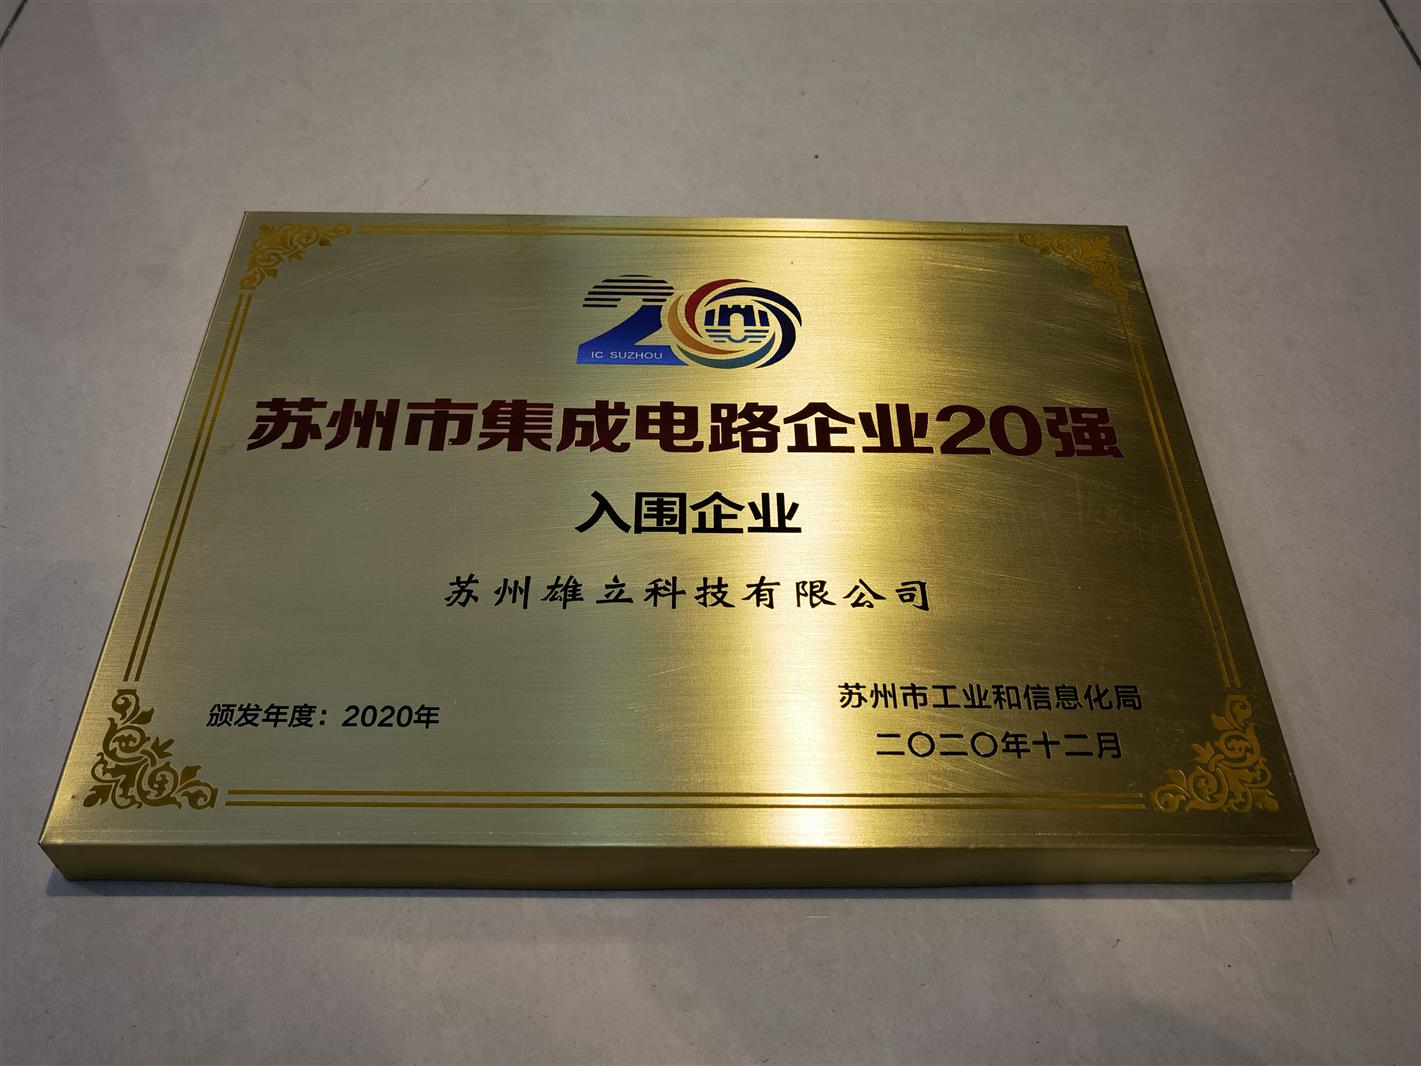 20
IC SUZHOU
苏州市集成电路企业20强
入围企业
苏州雄立科技有限公司
颁发年度：2020年
苏州市工业和信息化局
二〇二〇年十二月